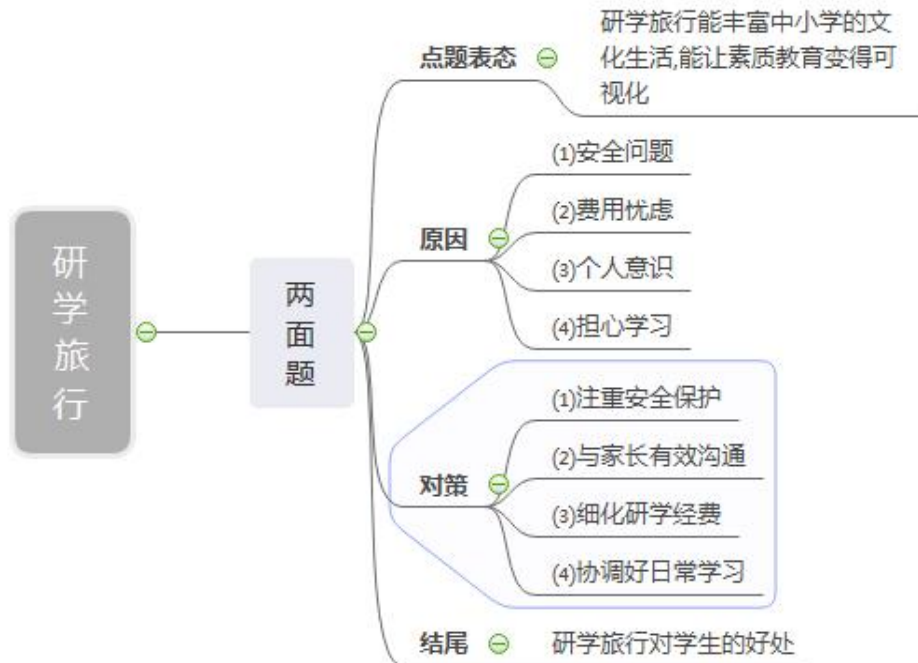 研学旅行
两面题
点题表态
研学旅行能丰富中小学的文
化生活,能让素质教育变得可
视化
原因
(1)安全问题
(2)费用忧虑
(3)个人意识
(4)担心学习
对策
(1)注重安全保护
(2)与家长有效沟通
(3)细化研学经费
(4)协调好日常学习
结尾
研学旅行对学生的好处